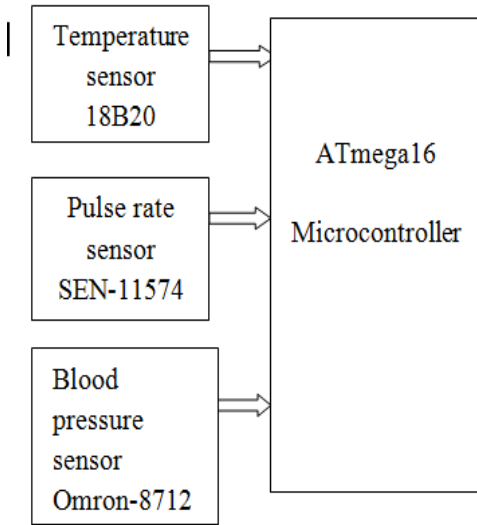 Temperature
sensor
18B20
ATmega16
Microcontroller
Pulse rate
sensor
SEN-11574
Blood
pressure
sensor
Omron-8712